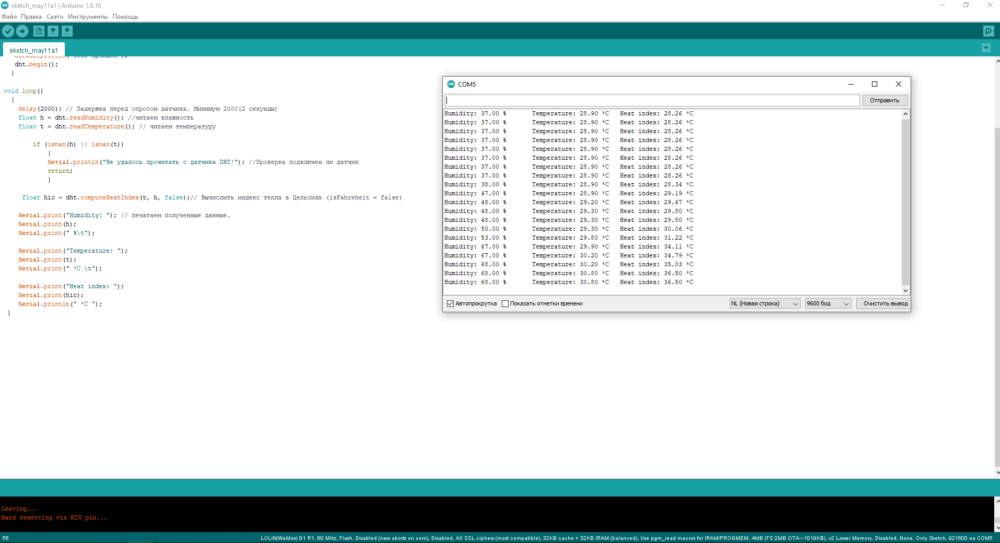 sketch_may11a1 | Arduino 1.8.16
Файл Правка Скетч Инструменты Помощь
sketch_may11a1
dht.begin();
}
void loop()
{
delay(2000); // Задержка перед опросом датчика. Минимум 2000(2 секунды)
float h = dht.readHumidity(); //читаем влажность
float t = dht.readTemperature(); // читаем температуру
if (isnan(h) || isnan(t))
{
Serial.println("Не удалось прочитать с датчика DHT!"); //Проверка подключен ли датчик
return;
}
float hic = dht.computeHeatIndex(t, h, false);// Вычислить индекс тепла в Цельсиях (isFahreheit = false)
Serial.print("Humidity: "); // печатаем полученные данные.
Serial.print(h);
Serial.print(" %\t");
Serial.print("Temperature: ");
Serial.print(t);
Serial.print(" *C \t");
Serial.print("Heat index: ");
Serial.print(hic);
Serial.println(" *C ");
}
COM5
Отправить
Humidity: 37.00 % Temperature: 28.90 *C Heat index: 28.26 *C
Humidity: 37.00 % Temperature: 28.90 *C Heat index: 28.26 *C
Humidity: 37.00 % Temperature: 28.90 *C Heat index: 28.26 *C
Humidity: 37.00 % Temperature: 28.90 *C Heat index: 28.26 *C
Humidity: 37.00 % Temperature: 28.90 *C Heat index: 28.26 *C
Humidity: 37.00 % Temperature: 28.90 *C Heat index: 28.26 *C
Humidity: 37.00 % Temperature: 28.90 *C Heat index: 28.26 *C
Humidity: 37.00 % Temperature: 28.90 *C Heat index: 28.26 *C
Humidity: 38.00 % Temperature: 28.90 *C Heat index: 28.34 *C
Humidity: 47.00 % Temperature: 28.90 *C Heat index: 29.19 *C
Humidity: 48.00 % Temperature: 29.20 *C Heat index: 29.67 *C
Humidity: 48.00 % Temperature: 29.30 *C Heat index: 29.80 *C
Humidity: 48.00 % Temperature: 29.30 *C Heat index: 29.80 *C
Humidity: 50.00 % Temperature: 29.30 *C Heat index: 30.06 *C
Humidity: 53.00 % Temperature: 29.80 *C Heat index: 31.22 *C
Humidity: 67.00 % Temperature: 29.90 *C Heat index: 34.11 *C
Humidity: 67.00 % Temperature: 30.20 *C Heat index: 34.79 *C
Humidity: 68.00 % Temperature: 30.20 *C Heat index: 35.03 *C
Humidity: 68.00 % Temperature: 30.80 *C Heat index: 36.50 *C
Humidity: 68.00 % Temperature: 30.80 *C Heat index: 36.50 *C
Автопрокрутка Показать отметки времени NL (Новая строка) 9600 бод Очистить вывод
Leaving...
Hard resetting via RTS pin...
56 LOLIN(WeMos) D1 R1, 80 MHz, Flash, Disabled (new aborts on oom), Disabled, All SSL ciphers (most compatible), 32KB cache + 32KB IRAM (balanced), Use pgm_read macros for IRAM/PROGMEM, 4MB (FS:2MB OTA:~1019KB), v2 Lower Memory, Disabled, None, Only Sketch, 921600 на COM5